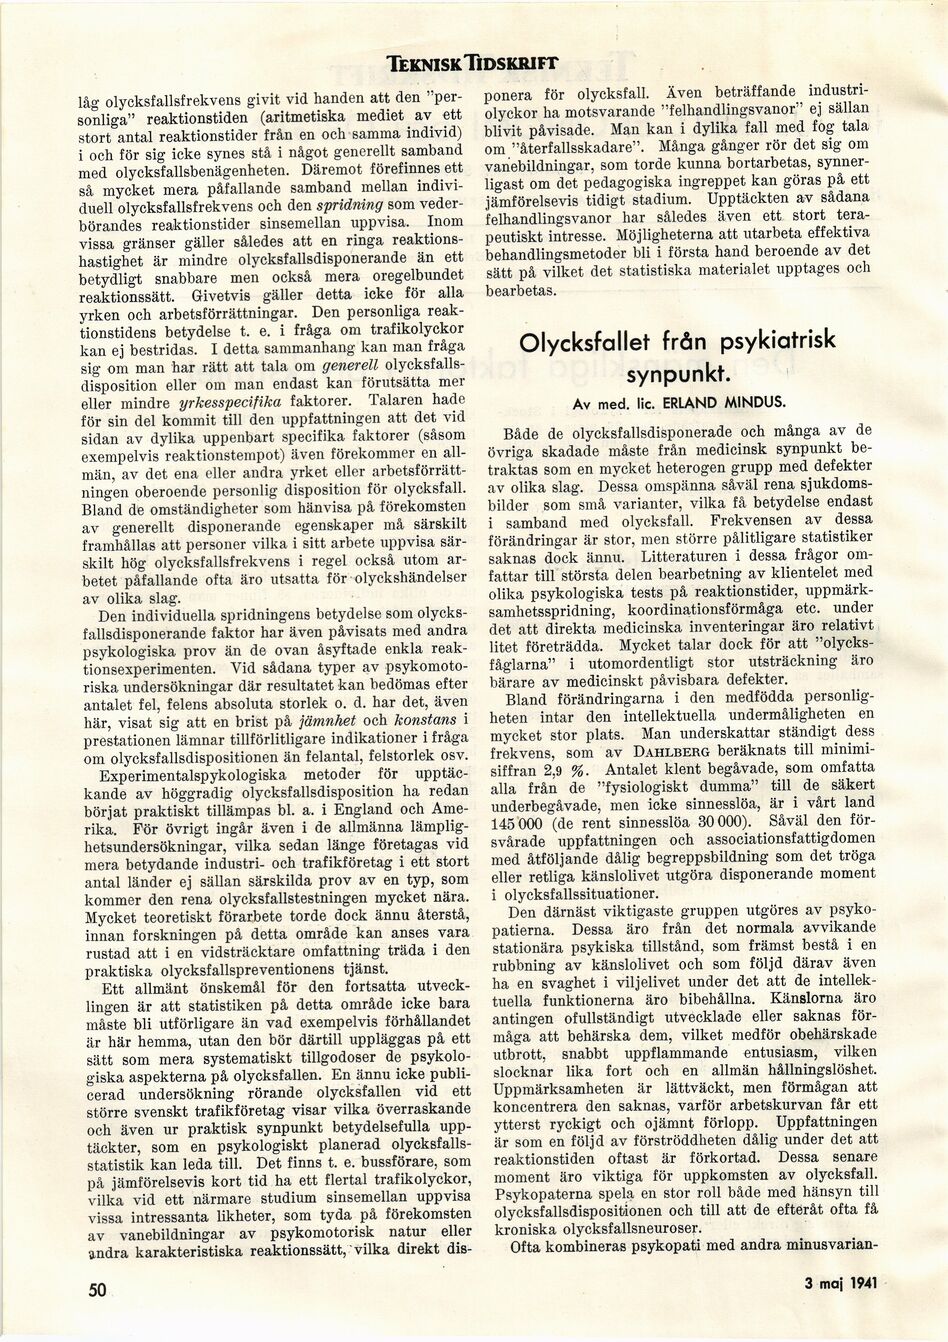 TEKNISK TIDSKRIFT
låg olycksfallsfrekvens givit vid handen att den ”per-
sonliga” reaktionstiden (aritmetiska mediet av ett
stort antal reaktionstider från en och samma individ)
i och för sig icke synes stå i något generellt samband
med olycksfallsbenägenheten. Däremot förefinnes ett
så mycket mera påfallande samband mellan indivi-
duell olycksfallsfrekvens och den spridning som veder-
börandes reaktionstider sinsemellan uppvisa. Inom
vissa gränser gäller således att en ringa reaktions-
hastighet är mindre olycksfallsdisponerande än ett
betydligt snabbare men också mera oregelbundet
reaktionssätt. Givetvis gäller detta icke för alla
yrken och arbetsförrättningar. Den personliga reak-
tionstidens betydelse t. e. i fråga om trafikolyckor
kan ej bestridas. I detta sammanhang kan man fråga
sig om man har rätt att tala om generell olycksfalls-
disposition eller om man endast kan förutsätta mer
eller mindre yrkesspecifika faktorer. Talaren hade
för sin del kommit till den uppfattningen att det vid
sidan av dylika uppenbart specifika faktorer (såsom
exempelvis reaktionstempot) även förekommer en all-
män, av det ena eller andra yrket eller arbetsförrätt-
ningen oberoende personlig disposition för olycksfall.
Bland de omständigheter som hänvisa på förekomsten
av generellt disponerande egenskaper må särskilt
framhållas att personer vilka i sitt arbete uppvisa sär-
skilt hög olycksfallsfrekvens i regel också utom ar-
betet påfallande ofta äro utsatta för olyckshändelser
av olika slag.
Den individuella spridningens betydelse som olycks-
fallsdisponerande faktor har även påvisats med andra
psykologiska prov än de ovan åsyftade enkla reak-
tionsexperimenten. Vid sådana typer av psykomoto-
riska undersökningar där resultatet kan bedömas efter
antalet fel, felens absoluta storlek o. d. har det, även
här, visat sig att en brist på jämnhet och konstans i
prestationen lämnar tillförlitligare indikationer i fråga
om olycksfallsdispositionen än felantal, felstorlek osv.
Experimentalspykologiska metoder för upptäc-
kande av höggradig olycksfallsdisposition ha redan
börjat praktiskt tillämpas bl. a. i England och Ame-
rika. För övrigt ingår även i de allmänna lämplig-
hetsundersökningar, vilka sedan länge företagas vid
mera betydande industri- och trafikföretag i ett stort
antal länder ej sällan särskilda prov av en typ, som
kommer den rena olycksfallstestningen mycket nära.
Mycket teoretiskt förarbete torde dock ännu återstå,
innan forskningen på detta område kan anses vara
rustad att i en vidsträcktare omfattning träda i den
praktiska olycksfallspreventionens tjänst.
Ett allmänt önskemål för den fortsatta utveck-
lingen är att statistiken på detta område icke bara
måste bli utförligare än vad exempelvis förhållandet
är här hemma, utan den bör därtill uppläggas på ett
sätt som mera systematiskt tillgodoser de psykolo-
giska aspekterna på olycksfallen. En ännu icke publi-
cerad undersökning rörande olycksfallen vid ett
större svenskt trafikföretag visar vilka överraskande
och även ur praktisk synpunkt betydelsefulla upp-
täckter, som en psykologiskt planerad olycksfalls-
statistik kan leda till. Det finns t. e. bussförare, som
på jämförelsevis kort tid ha ett flertal trafikolyckor,
vilka vid ett närmare studium sinsemellan uppvisa
vissa intressanta likheter, som tyda på förekomsten
av vanebildningar av psykomotorisk natur eller
andra karakteristiska reaktionssätt, vilka direkt dis-
ponera för olycksfall. Även beträffande industri-
olyckor ha motsvarande ”felhandlingsvanor” ej sällan
blivit påvisade. Man kan i dylika fall med fog tala
om ”återfallsskadare”. Många gånger rör det sig om
vanebildningar, som torde kunna bortarbetas, synner-
ligast om det pedagogiska ingreppet kan göras på ett
jämförelsevis tidigt stadium. Upptäckten av sådana
felhandlingsvanor har således även ett stort tera-
peutiskt intresse. Möjligheterna att utarbeta effektiva
behandlingsmetoder bli i första hand beroende av det
sätt på vilket det statistiska materialet upptages och
bearbetas.
Olycksfallet från psykiatrisk
synpunkt.
Av med. lic. ERLAND MINDUS.
Både de olycksfallsdisponerade och många av de
övriga skadade måste från medicinsk synpunkt be-
traktas som en mycket heterogen grupp med defekter
av olika slag. Dessa omspänna såväl rena sjukdoms-
bilder som små varianter, vilka få betydelse endast
i samband med olycksfall. Frekvensen av dessa
förändringar är stor, men större pålitligare statistiker
saknas dock ännu. Litteraturen i dessa frågor om-
fattar till största delen bearbetning av klientelet med
olika psykologiska tests på reaktionstider, uppmärk-
samhetsspridning, koordinationsförmåga etc. under
det att direkta medicinska inventeringar äro relativt
litet företrädda. Mycket talar dock för att ”olycks-
fåglarna” i utomordentligt stor utsträckning äro
bärare av medicinskt påvisbara defekter.
Bland förändringarna i den medfödda personlig-
heten intar den intellektuella undermåligheten en
mycket stor plats. Man underskattar ständigt dess
frekvens, som av DAHLBERG beräknats till minimi-
siffran 2,9 %. Antalet klent begåvade, som omfatta
alla från de ”fysiologiskt dumma” till de säkert
underbegåvade, men icke sinnesslöa, är i vårt land
145 000 (de rent sinnesslöa 30 000). Såväl den för-
svårade uppfattningen och associationsfattigdomen
med åtföljande dålig begreppsbildning som det tröga
eller retliga känslolivet utgöra disponerande moment
i olycksfallssituationer.
Den därnäst viktigaste gruppen utgöres av psyko-
patierna. Dessa äro från det normala avvikande
stationära psykiska tillstånd, som främst bestå i en
rubbning av känslolivet och som följd därav även
ha en svaghet i viljelivet under det att de intellek-
tuella funktionerna äro bibehållna. Känslorna äro
antingen ofullständigt utvecklade eller saknas för-
måga att behärska dem, vilket medför obehärskade
utbrott, snabbt uppflammande entusiasm, vilken
slocknar lika fort och en allmän hållningslöshet.
Uppmärksamheten är lättväckt, men förmågan att
koncentrera den saknas, varför arbetskurvan får ett
ytterst ryckigt och ojämnt förlopp. Uppfattningen
är som en följd av förströddheten dålig under det att
reaktionstiden oftast är förkortad. Dessa senare
moment äro viktiga för uppkomsten av olycksfall.
Psykopaterna spela en stor roll både med hänsyn till
olycksfallsdispositionen och till att de efteråt ofta få
kroniska olycksfallsneuroser.
Ofta kombineras psykopati med andra minusvarian-
50
3 maj 1941